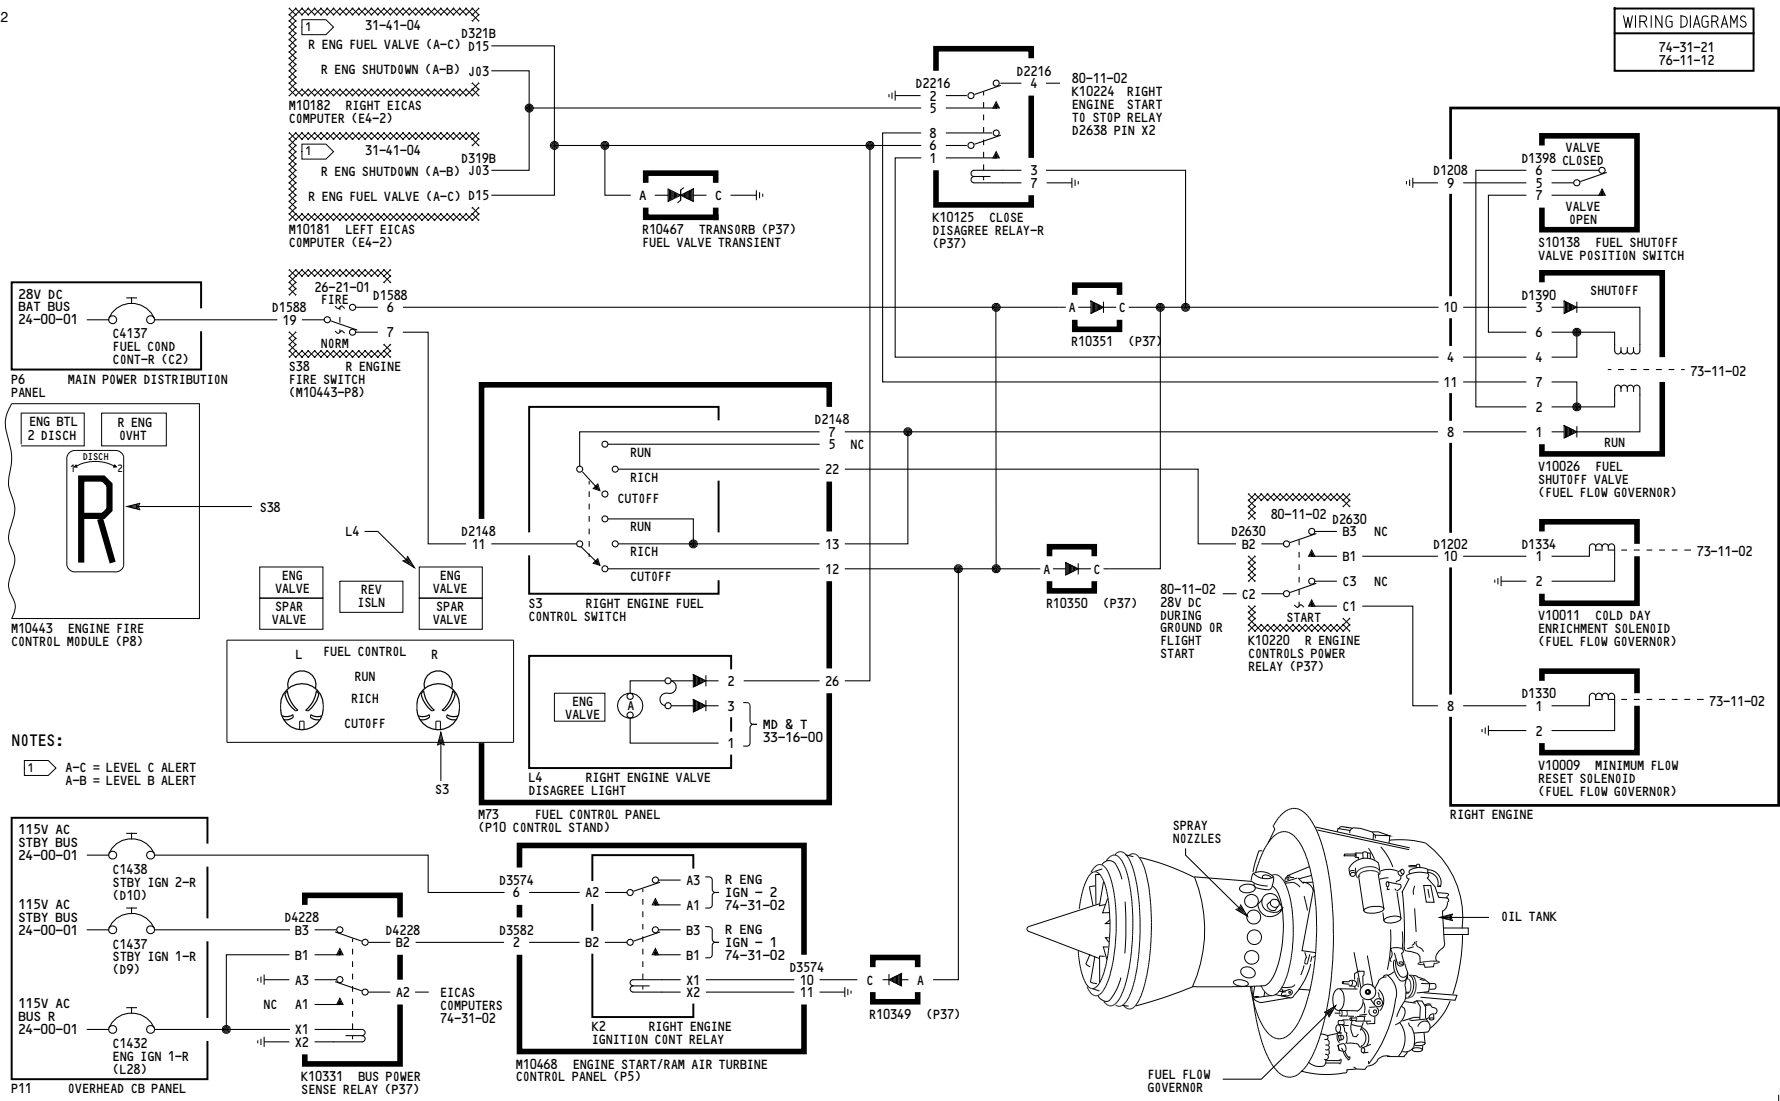 2
WIRING DIAGRAMS
74-31-21
76-11-12
1
31-41-04
D321B
R ENG FUEL VALVE (A-C) D15
R ENG SHUTDOWN (A-B) J03
M10182 RIGHT EICAS
COMPUTER (E4-2)
1
31-41-04
D319B
R ENG SHUTDOWN (A-B) J03
R ENG FUEL VALVE (A-C) D15
M10181 LEFT EICAS
COMPUTER (E4-2)
A C
R10467 TRANSORB (P37)
FUEL VALVE TRANSIENT
D2216
2
5
8
6
1
D2216
4
3
7
K10125 CLOSE
DISAGREE RELAY-R
(P37)
80-11-02
K10224 RIGHT
ENGINE START
TO STOP RELAY
D2638 PIN X2
D1208
9
D1398
6
5
7
VALVE
CLOSED
VALVE
OPEN
S10138 FUEL SHUTOFF
VALVE POSITION SWITCH
28V DC
BAT BUS
24-00-01
C4137
FUEL COND
CONT-R (C2)
P6 MAIN POWER DISTRIBUTION
PANEL
D1588
19
26-21-01
FIRE
NORM
D1588
6
7
S38 R ENGINE
FIRE SWITCH
(M10443-P8)
A C
R10351 (P37)
10
4
11
8
D1390
3
6
4
7
2
1
SHUTOFF
RUN
73-11-02
V10026 FUEL
SHUTOFF VALVE
(FUEL FLOW GOVERNOR)
ENG BTL
2 DISCH
R ENG
OVHT
DISCH
1 2
R
S38
M10443 ENGINE FIRE
CONTROL MODULE (P8)
L4
ENG
VALVE
SPAR
VALVE
REV
ISLN
ENG
VALVE
SPAR
VALVE
L FUEL CONTROL R
RUN
RICH
CUTOFF
S3
D2148
11
RUN
RICH
CUTOFF
RUN
RICH
CUTOFF
D2148
7
5 NC
22
13
12
26
S3 RIGHT ENGINE FUEL
CONTROL SWITCH
ENG
VALVE
A
2
3
1
MD & T
33-16-00
L4 RIGHT ENGINE VALVE
DISAGREE LIGHT
M73 FUEL CONTROL PANEL
(P10 CONTROL STAND)
A C
R10350 (P37)
80-11-02
D2630
B2
D2630
B3 NC
B1
C3 NC
C2
C1
START
80-11-02
28V DC
DURING
GROUND OR
FLIGHT
START
K10220 R ENGINE
CONTROLS POWER
RELAY (P37)
D1202
10
D1334
1
2
73-11-02
V10011 COLD DAY
ENRICHMENT SOLENOID
(FUEL FLOW GOVERNOR)
8
D1330
1
2
73-11-02
V10009 MINIMUM FLOW
RESET SOLENOID
(FUEL FLOW GOVERNOR)
RIGHT ENGINE
NOTES:
1 A-C = LEVEL C ALERT
A-B = LEVEL B ALERT
115V AC
STBY BUS
24-00-01
C1438
STBY IGN 2-R
(D10)
115V AC
STBY BUS
24-00-01
C1437
STBY IGN 1-R
(D9)
115V AC
BUS R
24-00-01
C1432
ENG IGN 1-R
(L28)
P11 OVERHEAD CB PANEL
D4228
B3
B1
A3
NC A1
X1
X2
D4228
B2
A2
EICAS
COMPUTERS
74-31-02
K10331 BUS POWER
SENSE RELAY (P37)
D3574
6
D3582
2
A2
B2
A3
A1
R ENG
IGN - 2
74-31-02
B3
B1
R ENG
IGN - 1
74-31-02
X1
X2
D3574
10
11
K2 RIGHT ENGINE
IGNITION CONT RELAY
M10468 ENGINE START/RAM AIR TURBINE
CONTROL PANEL (P5)
C A
R10349 (P37)
SPRAY
NOZZLES
OIL TANK
FUEL FLOW
GOVERNOR